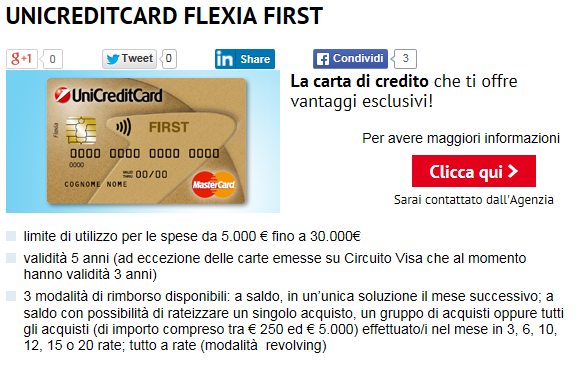 UNICREDITCARD FLEXIA FIRST
g+1 0 Tweet 0 in Share Condividi 3
La carta di credito che ti offre
vantaggi esclusivi!
UniCreditCard
Flexia
FIRST
0000 0000 0000 0000
0000
00/00
COGNOME NOME
MasterCard
Per avere maggiori informazioni
Clicca qui >
Sarai contattato dall'Agenzia
limite di utilizzo per le spese da 5.000 € fino a 30.000€
validità 5 anni (ad eccezione delle carte emesse su Circuito Visa che al momento
hanno validità 3 anni)
3 modalità di rimborso disponibili: a saldo, in un'unica soluzione il mese successivo; a
saldo con possibilità di rateizzare un singolo acquisto, un gruppo di acquisti oppure tutti
gli acquisti (di importo compreso tra € 250 ed € 5.000) effettuato/i nel mese in 3, 6, 10,
12, 15 o 20 rate; tutto a rate (modalità revolving)